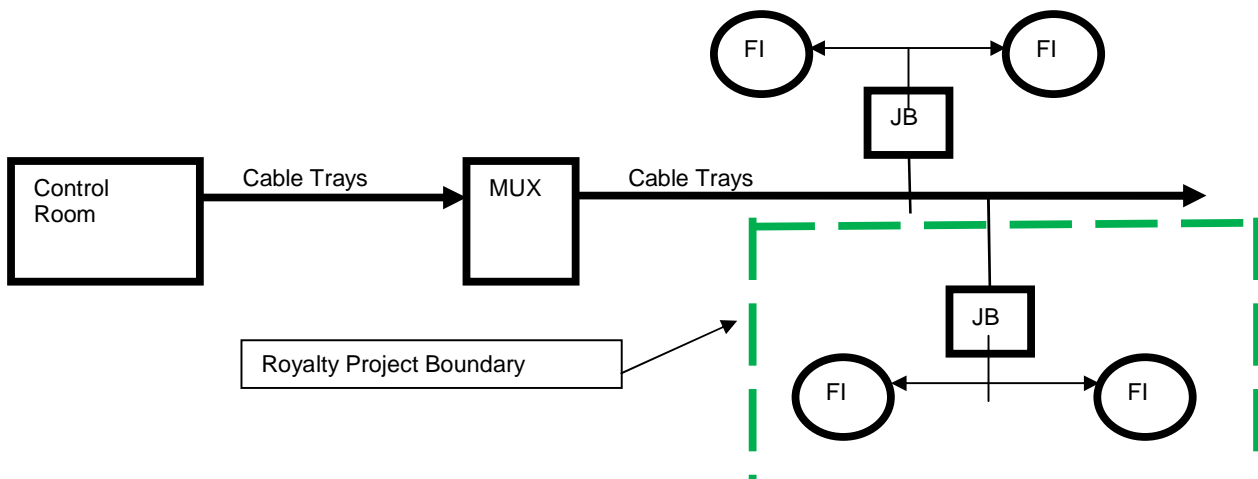 FI
FI
JB
Control
Room
Cable Trays
MUX
Cable Trays
JB
Royalty Project Boundary
FI
FI